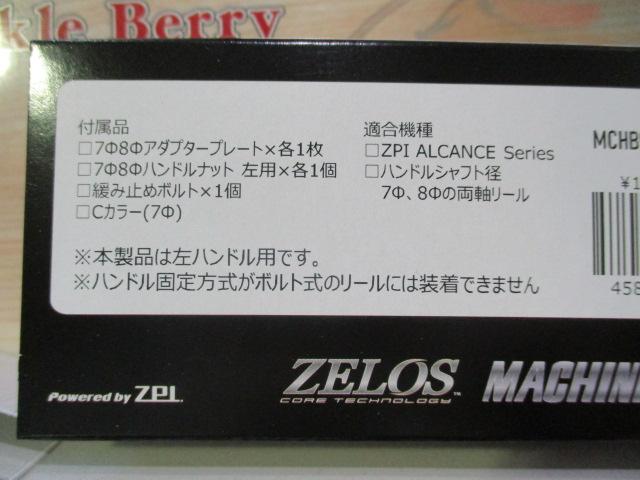 kle Berry
付属品
□7Φ8Φアダプタープレート×各1枚
□7Φ8Φハンドルナット 左用×各1個
□緩み止めボルト×1個
□Cカラー(7Φ)
適合機種
□ZPI ALCANCE Series
□ハンドルシャフト径
7Φ、8Φの両軸リール
※本製品は左ハンドル用です。
※ハンドル固定方式がボルト式のリールには装着できません
MCHB
¥1
458
Powered by ZPI.
ZELOS™
CORE TECHNOLOGY
MACHINE